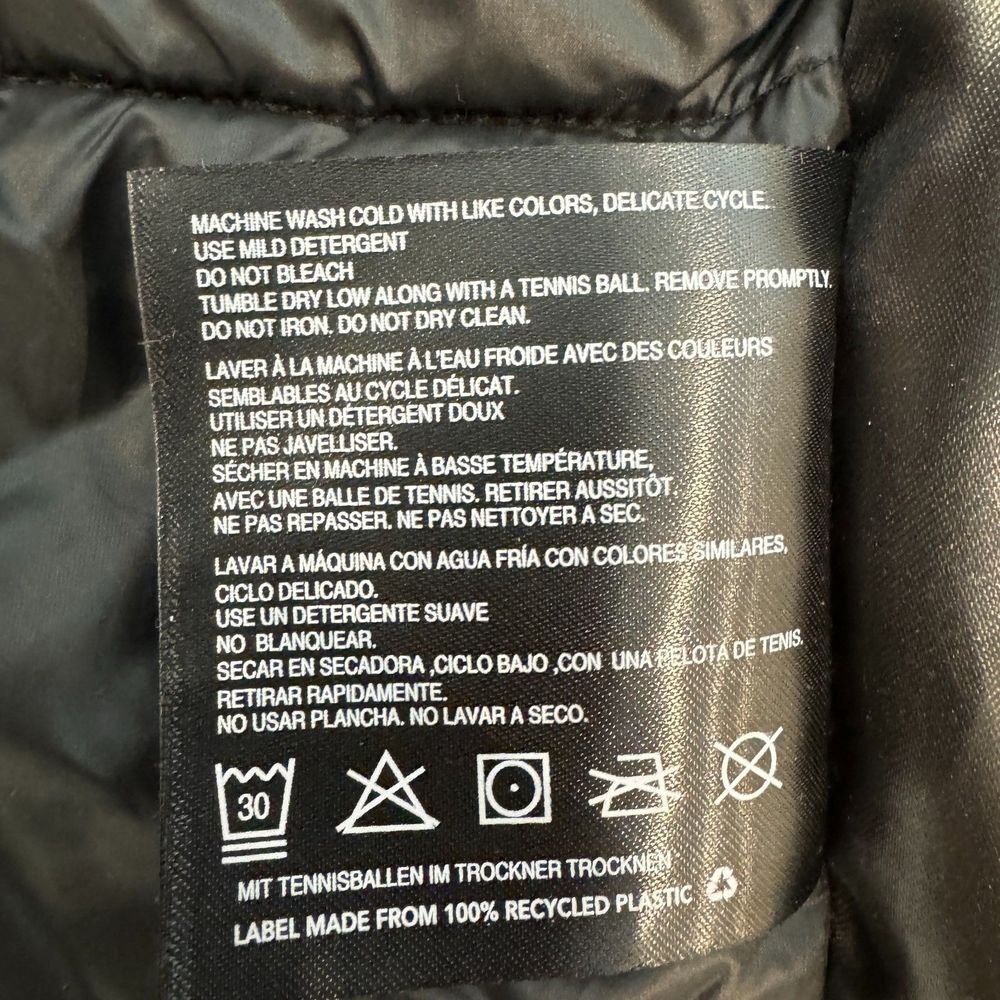 MACHINE WASH COLD WITH LIKE COLORS, DELICATE CYCLE.
USE MILD DETERGENT
DO NOT BLEACH
TUMBLE DRY LOW ALONG WITH A TENNIS BALL. REMOVE PROMPTLY.
DO NOT IRON. DO NOT DRY CLEAN.
LAVER À LA MACHINE À L'EAU FROIDE AVEC DES COULEURS
SEMBLABLES AU CYCLE DÉLICAT.
UTILISER UN DÉTERGENT DOUX
NE PAS JAVELLISER.
SÉCHER EN MACHINE À BASSE TEMPÉRATURE,
AVEC UNE BALLE DE TENNIS. RETIRER AUSSITÔT.
NE PAS REPASSER. NE PAS NETTOYER A SEC.
LAVAR A MÁQUINA CON AGUA FRÍA CON COLORES SIMILARES,
CICLO DELICADO.
USE UN DETERGENTE SUAVE
NO BLANQUEAR.
SECAR EN SECADORA ,CICLO BAJO ,CON UNA PELOTA DE TENIS.
RETIRAR RAPIDAMENTE.
NO USAR PLANCHA. NO LAVAR A SECO.
30
MIT TENNISBALLEN IM TROCKNER TROCKNEN
LABEL MADE FROM 100% RECYCLED PLASTIC